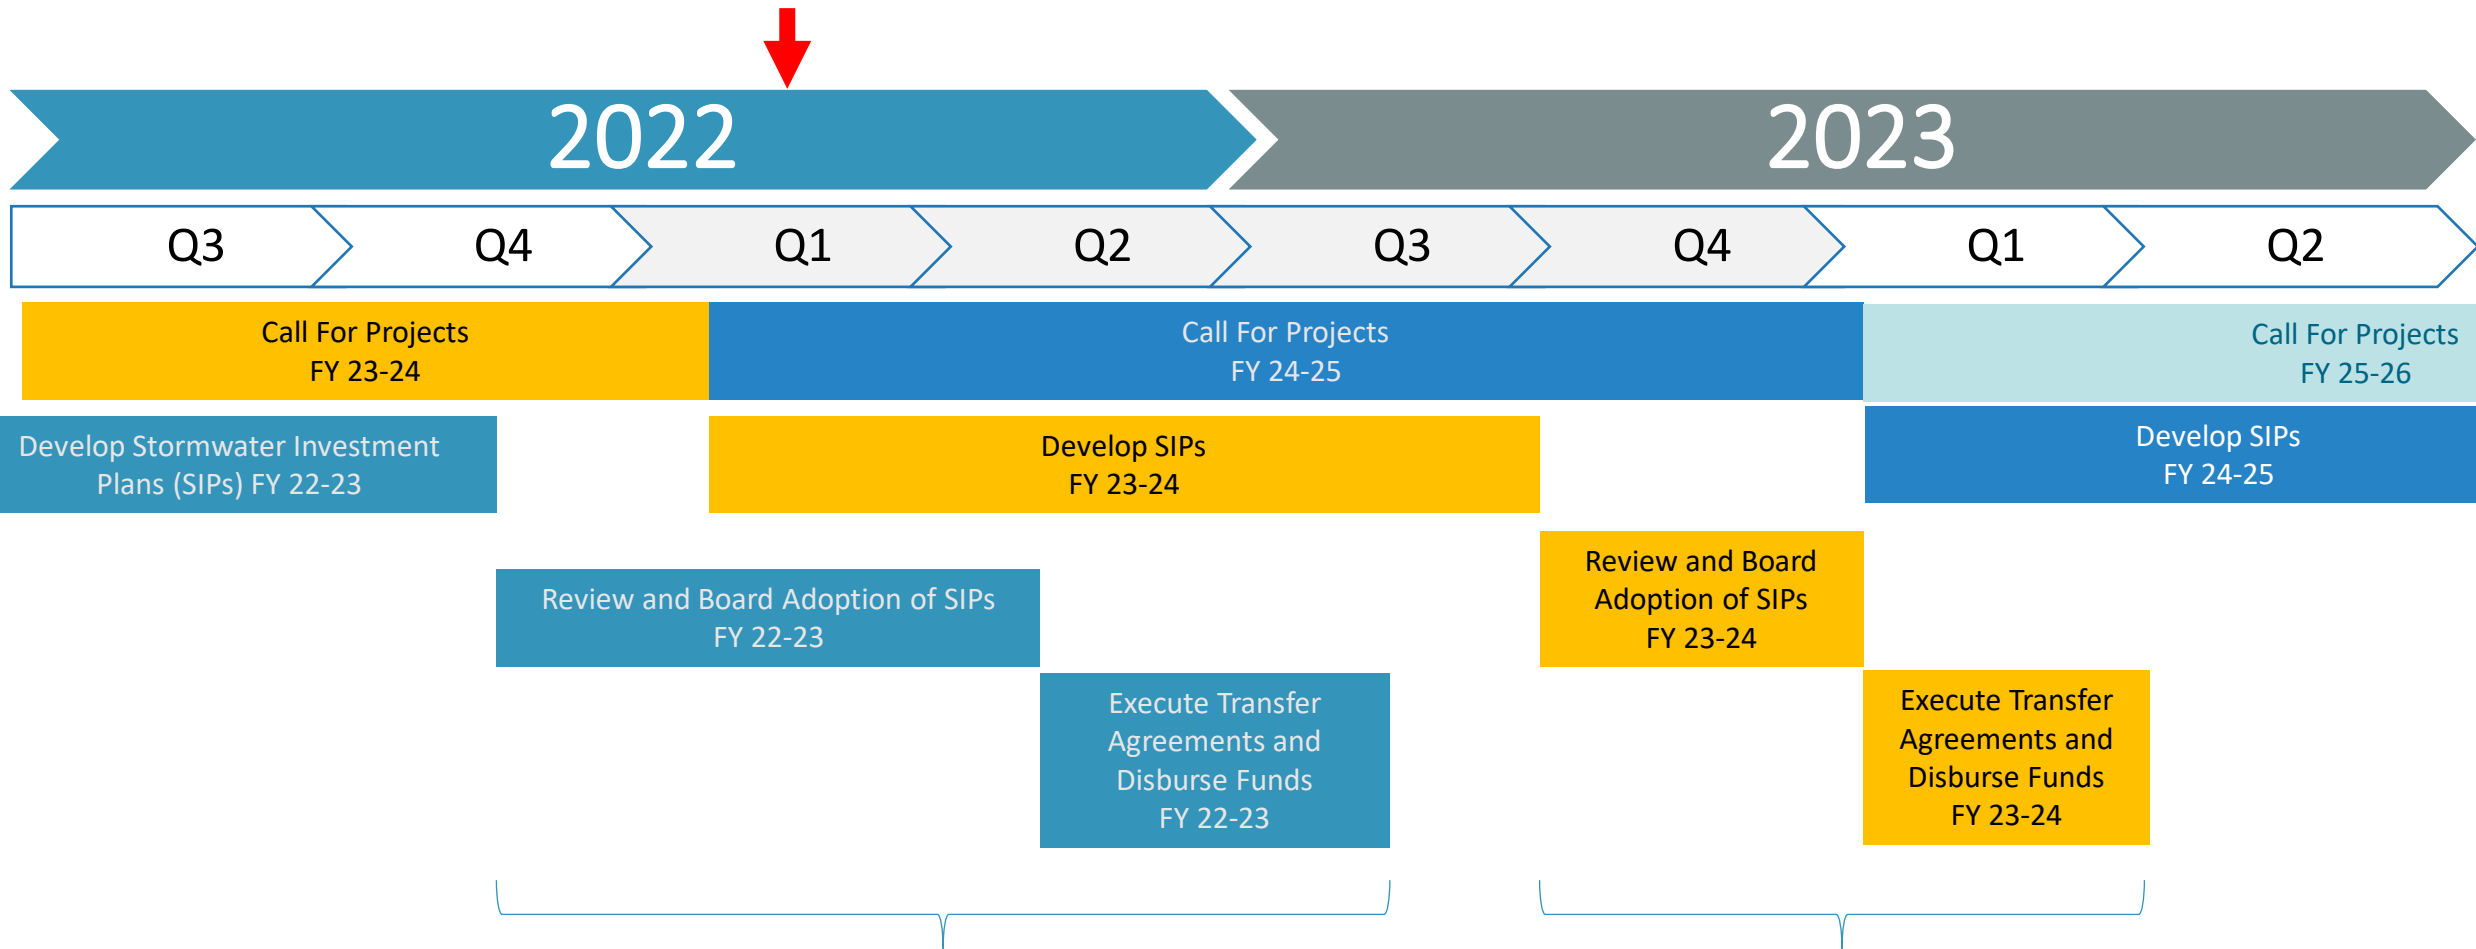 2022
2023
Q3
Q4
Q1
Q2
Q3
Q4
Q1
Q2
Call For Projects
FY 23-24
Call For Projects
FY 24-25
Call For Projects
FY 25-26
Develop Stormwater Investment
Plans (SIPs) FY 22-23
Develop SIPs
FY 23-24
Develop SIPs
FY 24-25
Review and Board Adoption of SIPs
FY 22-23
Review and Board
Adoption of SIPs
FY 23-24
Execute Transfer
Agreements and
Disburse Funds
FY 22-23
Execute Transfer
Agreements and
Disburse Funds
FY 23-24